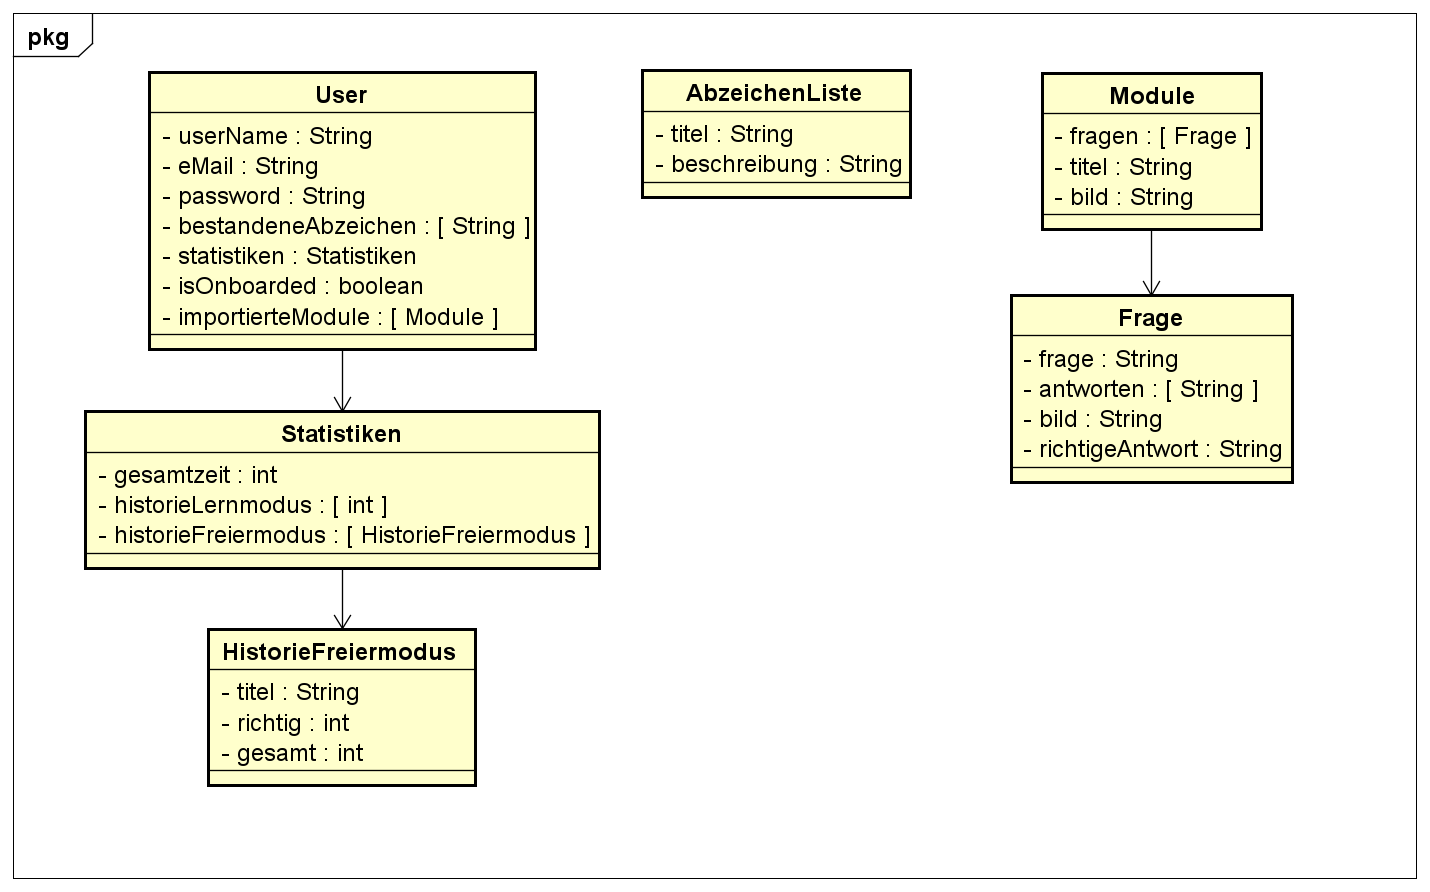 pkg
User
- userName : String
- eMail : String
- password : String
- bestandeneAbzeichen : [ String ]
- statistiken : Statistiken
- isOnboarded : boolean
- importierteModule : [ Module ]
AbzeichenListe
- titel : String
- beschreibung : String
Module
- fragen : [ Frage ]
- titel : String
- bild : String
Frage
- frage : String
- antworten : [ String ]
- bild : String
- richtigeAntwort : String
Statistiken
- gesamtzeit : int
- historieLernmodus : [ int ]
- historieFreiermodus : [ HistorieFreiermodus ]
HistorieFreiermodus
- titel : String
- richtig : int
- gesamt : int